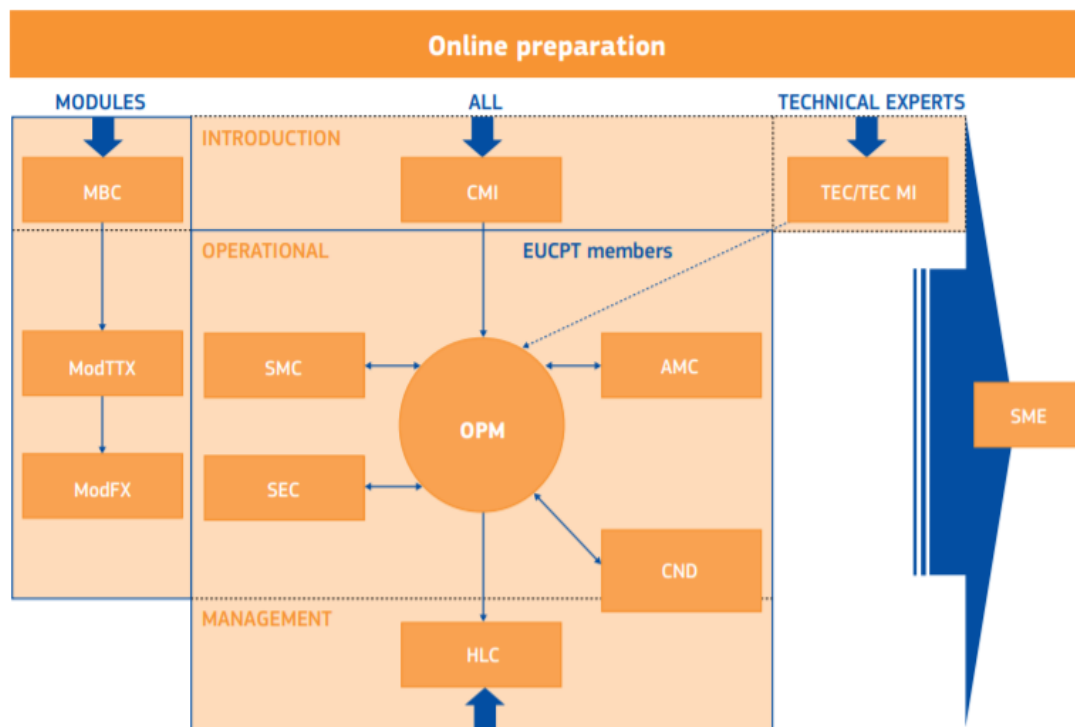 Online preparation
MODULES
ALL
TECHNICAL EXPERTS
INTRODUCTION
MBC
CMI
TEC/TEC MI
OPERATIONAL
EUCPT members
ModTTX
SMC
AMC
OPM
SME
ModFX
SEC
CND
MANAGEMENT
HLC